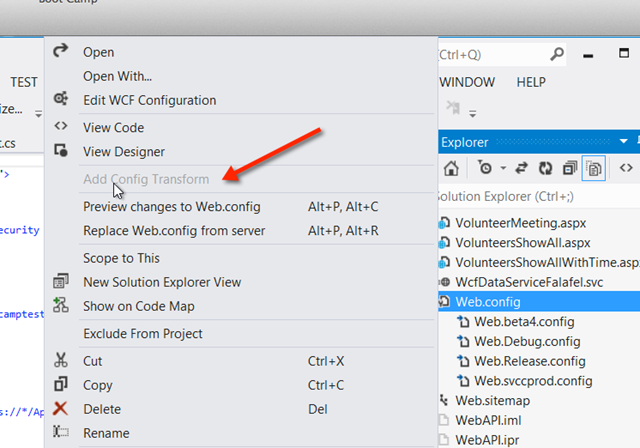 Boot Camp
Ctrl+Q)
TEST
WINDOW HELP
ize...
t.cs
">
ecurity
camptest
s://*/Ap
Open
Open With...
Edit WCF Configuration
View Code
View Designer
Add Config Transform
Preview changes to Web.config Alt+P, Alt+C
Replace Web.config from server Alt+P, Alt+R
Scope to This
New Solution Explorer View
Show on Code Map
Exclude From Project
Cut Ctrl+X
Copy Ctrl+C
Delete Del
Rename
Explorer
Solution Explorer (Ctrl+;)
VolunteerMeeting.aspx
VolunteersShowAll.aspx
VolunteersShowAllWithTime.asp
WcfDataServiceFalafel.svc
Web.config
Web.beta4.config
Web.Debug.config
Web.Release.config
Web.svccprod.config
Web.sitemap
WebAPI.iml
WebAPI.ipr